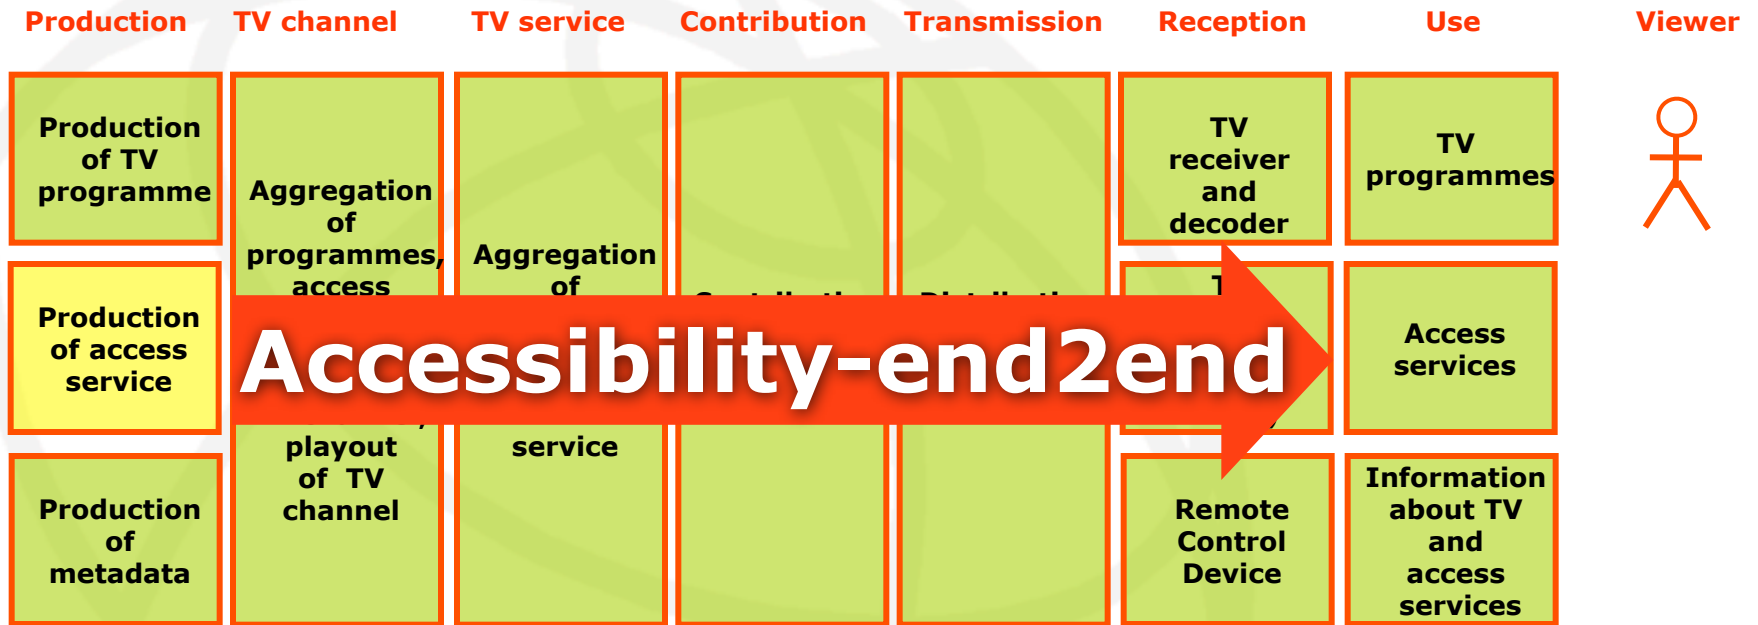 Production TV channel TV service Contribution Transmission Reception Use Viewer
Production
of TV
programme
Production
of access
service
Production
of
metadata
Aggregation
of
programmes,
access
playout
of TV
channel
Aggregation
of
service
TV
receiver
and
decoder
Remote
Control
Device
TV
programmes
Access
services
Information
about TV
and
access
services
Accessibility-end2end